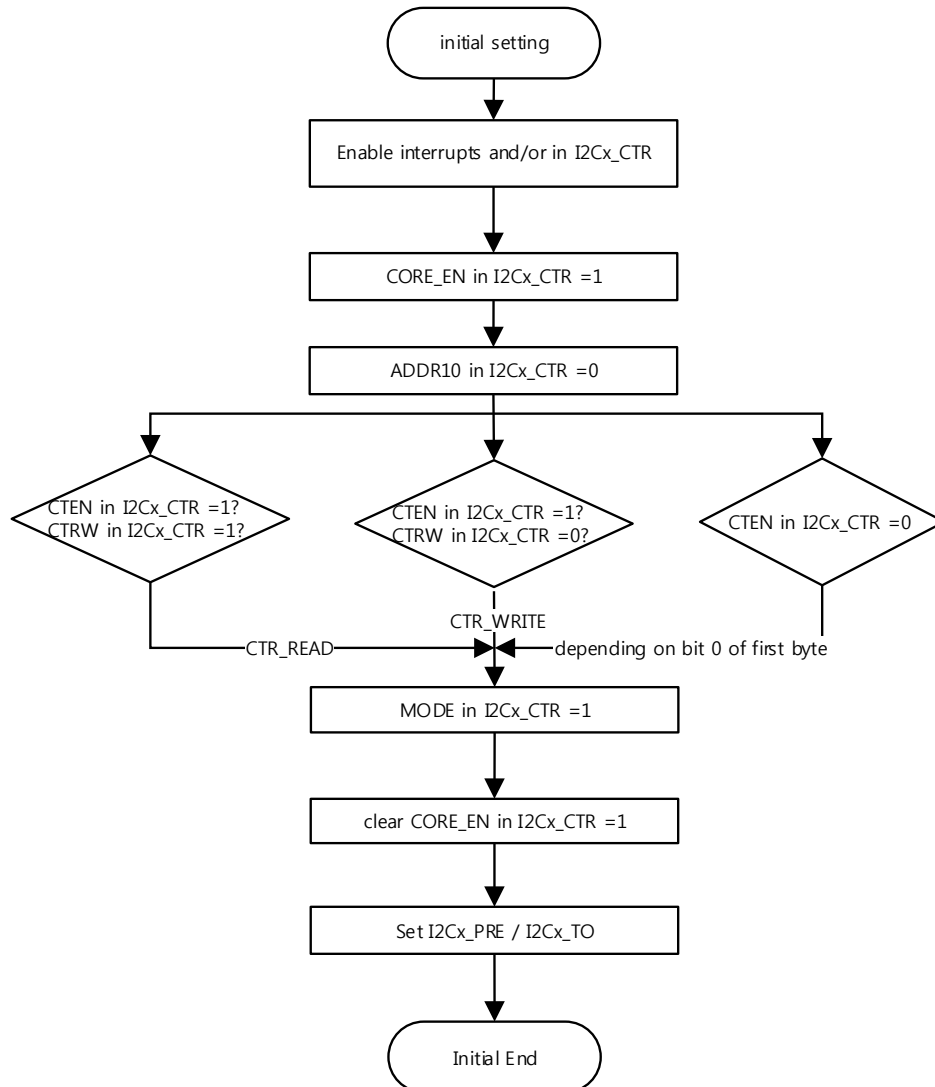 initial setting
Enable interrupts and/or in I2Cx_CTR
CORE_EN in I2Cx_CTR =1
ADDR10 in I2Cx_CTR =0
CTEN in I2Cx_CTR =1?
CTRW in I2Cx_CTR =1?
CTEN in I2Cx_CTR =1?
CTRW in I2Cx_CTR =0?
CTEN in I2Cx_CTR =0
CTR_READ
CTR_WRITE
depending on bit 0 of first byte
MODE in I2Cx_CTR =1
clear CORE_EN in I2Cx_CTR =1
Set I2Cx_PRE / I2Cx_TO
Initial End